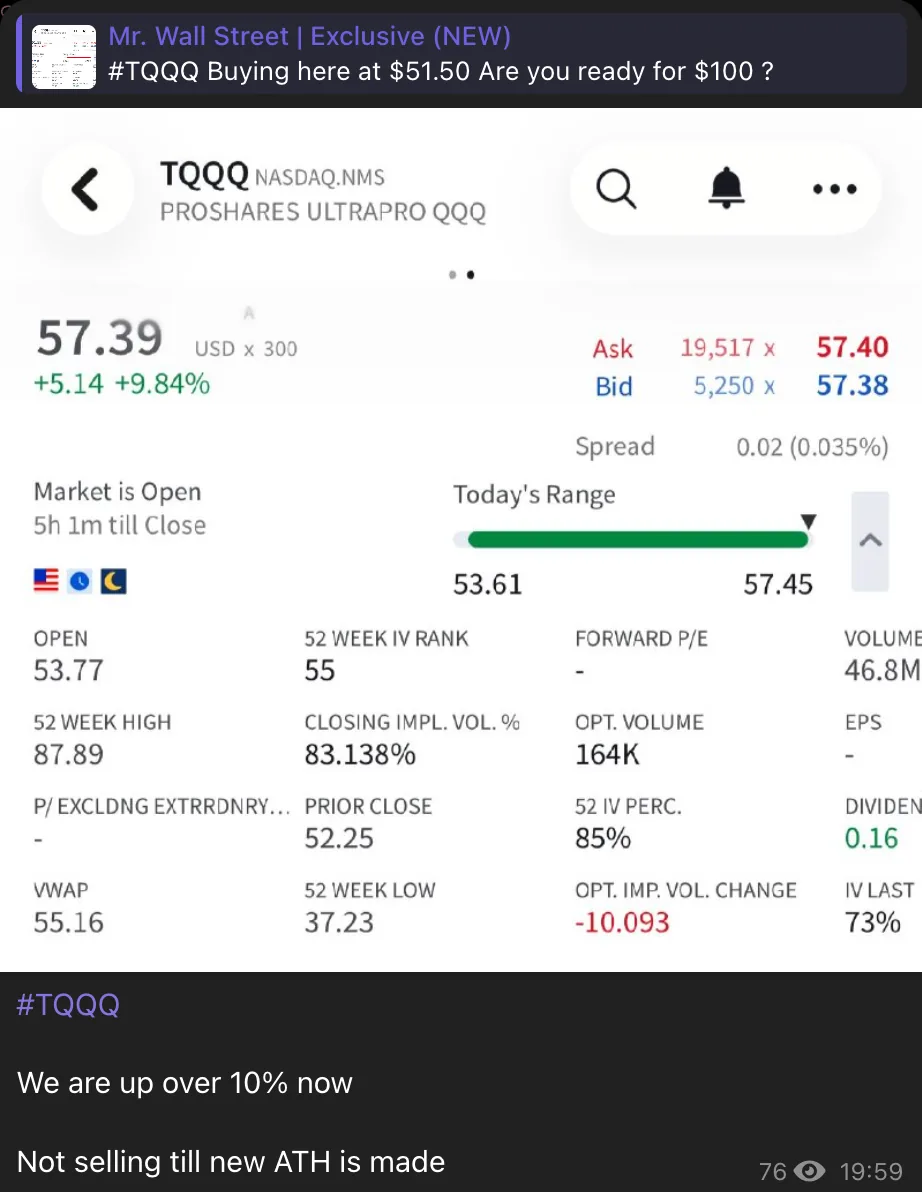 Mr. Wall Street | Exclusive (NEW)
#TQQQ Buying here at $51.50 Are you ready for $100 ?
TQQQ NASDAQ.NMS
PROSHARES ULTRAPRO QQQ
A
57.39 USD x 300
+5.14 +9.84%
Ask 19,517 x 57.40
Bid 5,250 x 57.38
Spread 0.02 (0.035%)
Market is Open
5h 1m till Close
Today's Range
53.61 57.45
OPEN 52 WEEK IV RANK FORWARD P/E VOLUME
53.77 55 - 46.8M
52 WEEK HIGH CLOSING IMPL. VOL. % OPT. VOLUME EPS
87.89 83.138% 164K -
P/ EXCLDNG EXTRRDNRY... PRIOR CLOSE 52 IV PERC. DIVIDEN
- 52.25 85% 0.16
VWAP 52 WEEK LOW OPT. IMP. VOL. CHANGE IV LAST
55.16 37.23 -10.093 73%
#TQQQ
We are up over 10% now
Not selling till new ATH is made
76 19:59